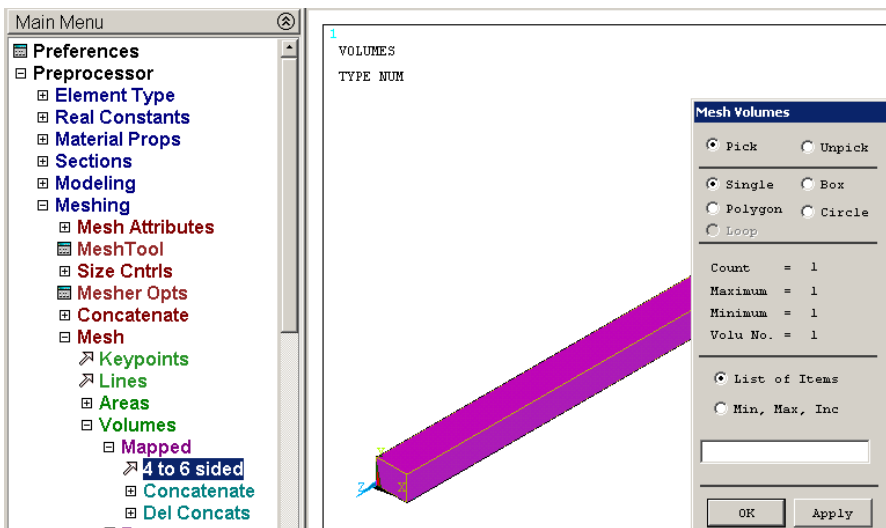 Main Menu
Preferences
Preprocessor
Element Type
Real Constants
Material Props
Sections
Modeling
Meshing
Mesh Attributes
MeshTool
Size Cntrls
Mesher Opts
Concatenate
Mesh
Keypoints
Lines
Areas
Volumes
Mapped
4 to 6 sided
Concatenate
Del Concats
1
VOLUMES
TYPE NUM
Y
Z
X
Mesh Volumes
Pick Unpick
Single Box
Polygon Circle
Loop
Count = 1
Maximum = 1
Minimum = 1
Volu No. = 1
List of Items
Min, Max, Inc
OK Apply